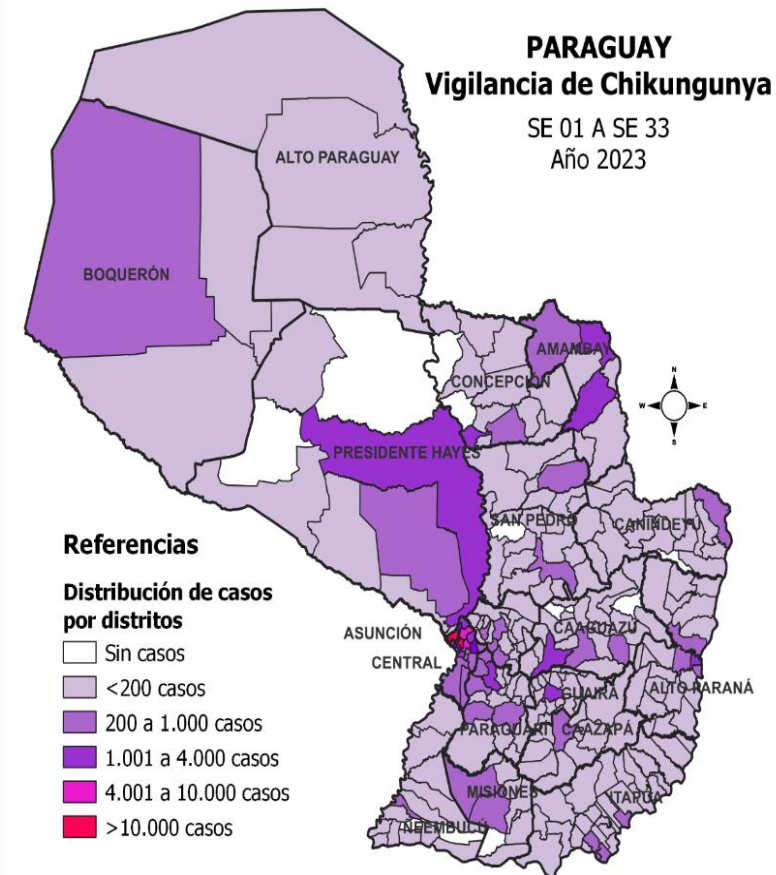 PARAGUAY
Vigilancia de Chikungunya
SE 01 A SE 33
Año 2023
ALTO PARAGUAY
BOQUERÓN
AMAMBAY
CONCEPCIÓN
N
W E
S
PRESIDENTE HAYES
SAN PEDRO
CANINDEYÚ
Referencias
Distribución de casos
por distritos
Sin casos
<200 casos
200 a 1.000 casos
1.001 a 4.000 casos
4.001 a 10.000 casos
>10.000 casos
ASUNCIÓN
CENTRAL
CAAGUAZÚ
GUAIRÁ
ALTO PARANÁ
PARAGUARÍ
CAAZAPÁ
MISIONES
ITAPÚA
ÑEEMBUCÚ